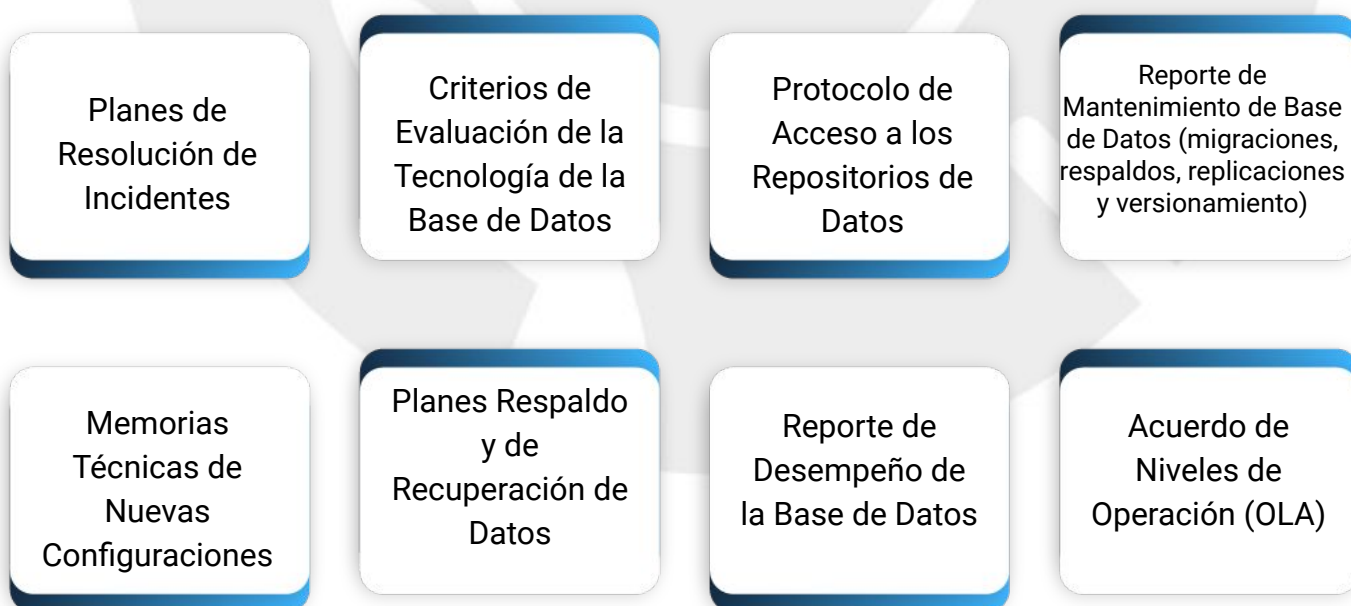 Planes de
Resolución de
Incidentes
Criterios de
Evaluación de la
Tecnología de la
Base de Datos
Protocolo de
Acceso a los
Repositorios de
Datos
Reporte de
Mantenimiento de Base
de Datos (migraciones,
respaldos, replicaciones
y versionamiento)
Memorias
Técnicas de
Nuevas
Configuraciones
Planes Respaldo
y de
Recuperación de
Datos
Reporte de
Desempeño de
la Base de Datos
Acuerdo de
Niveles de
Operación (OLA)